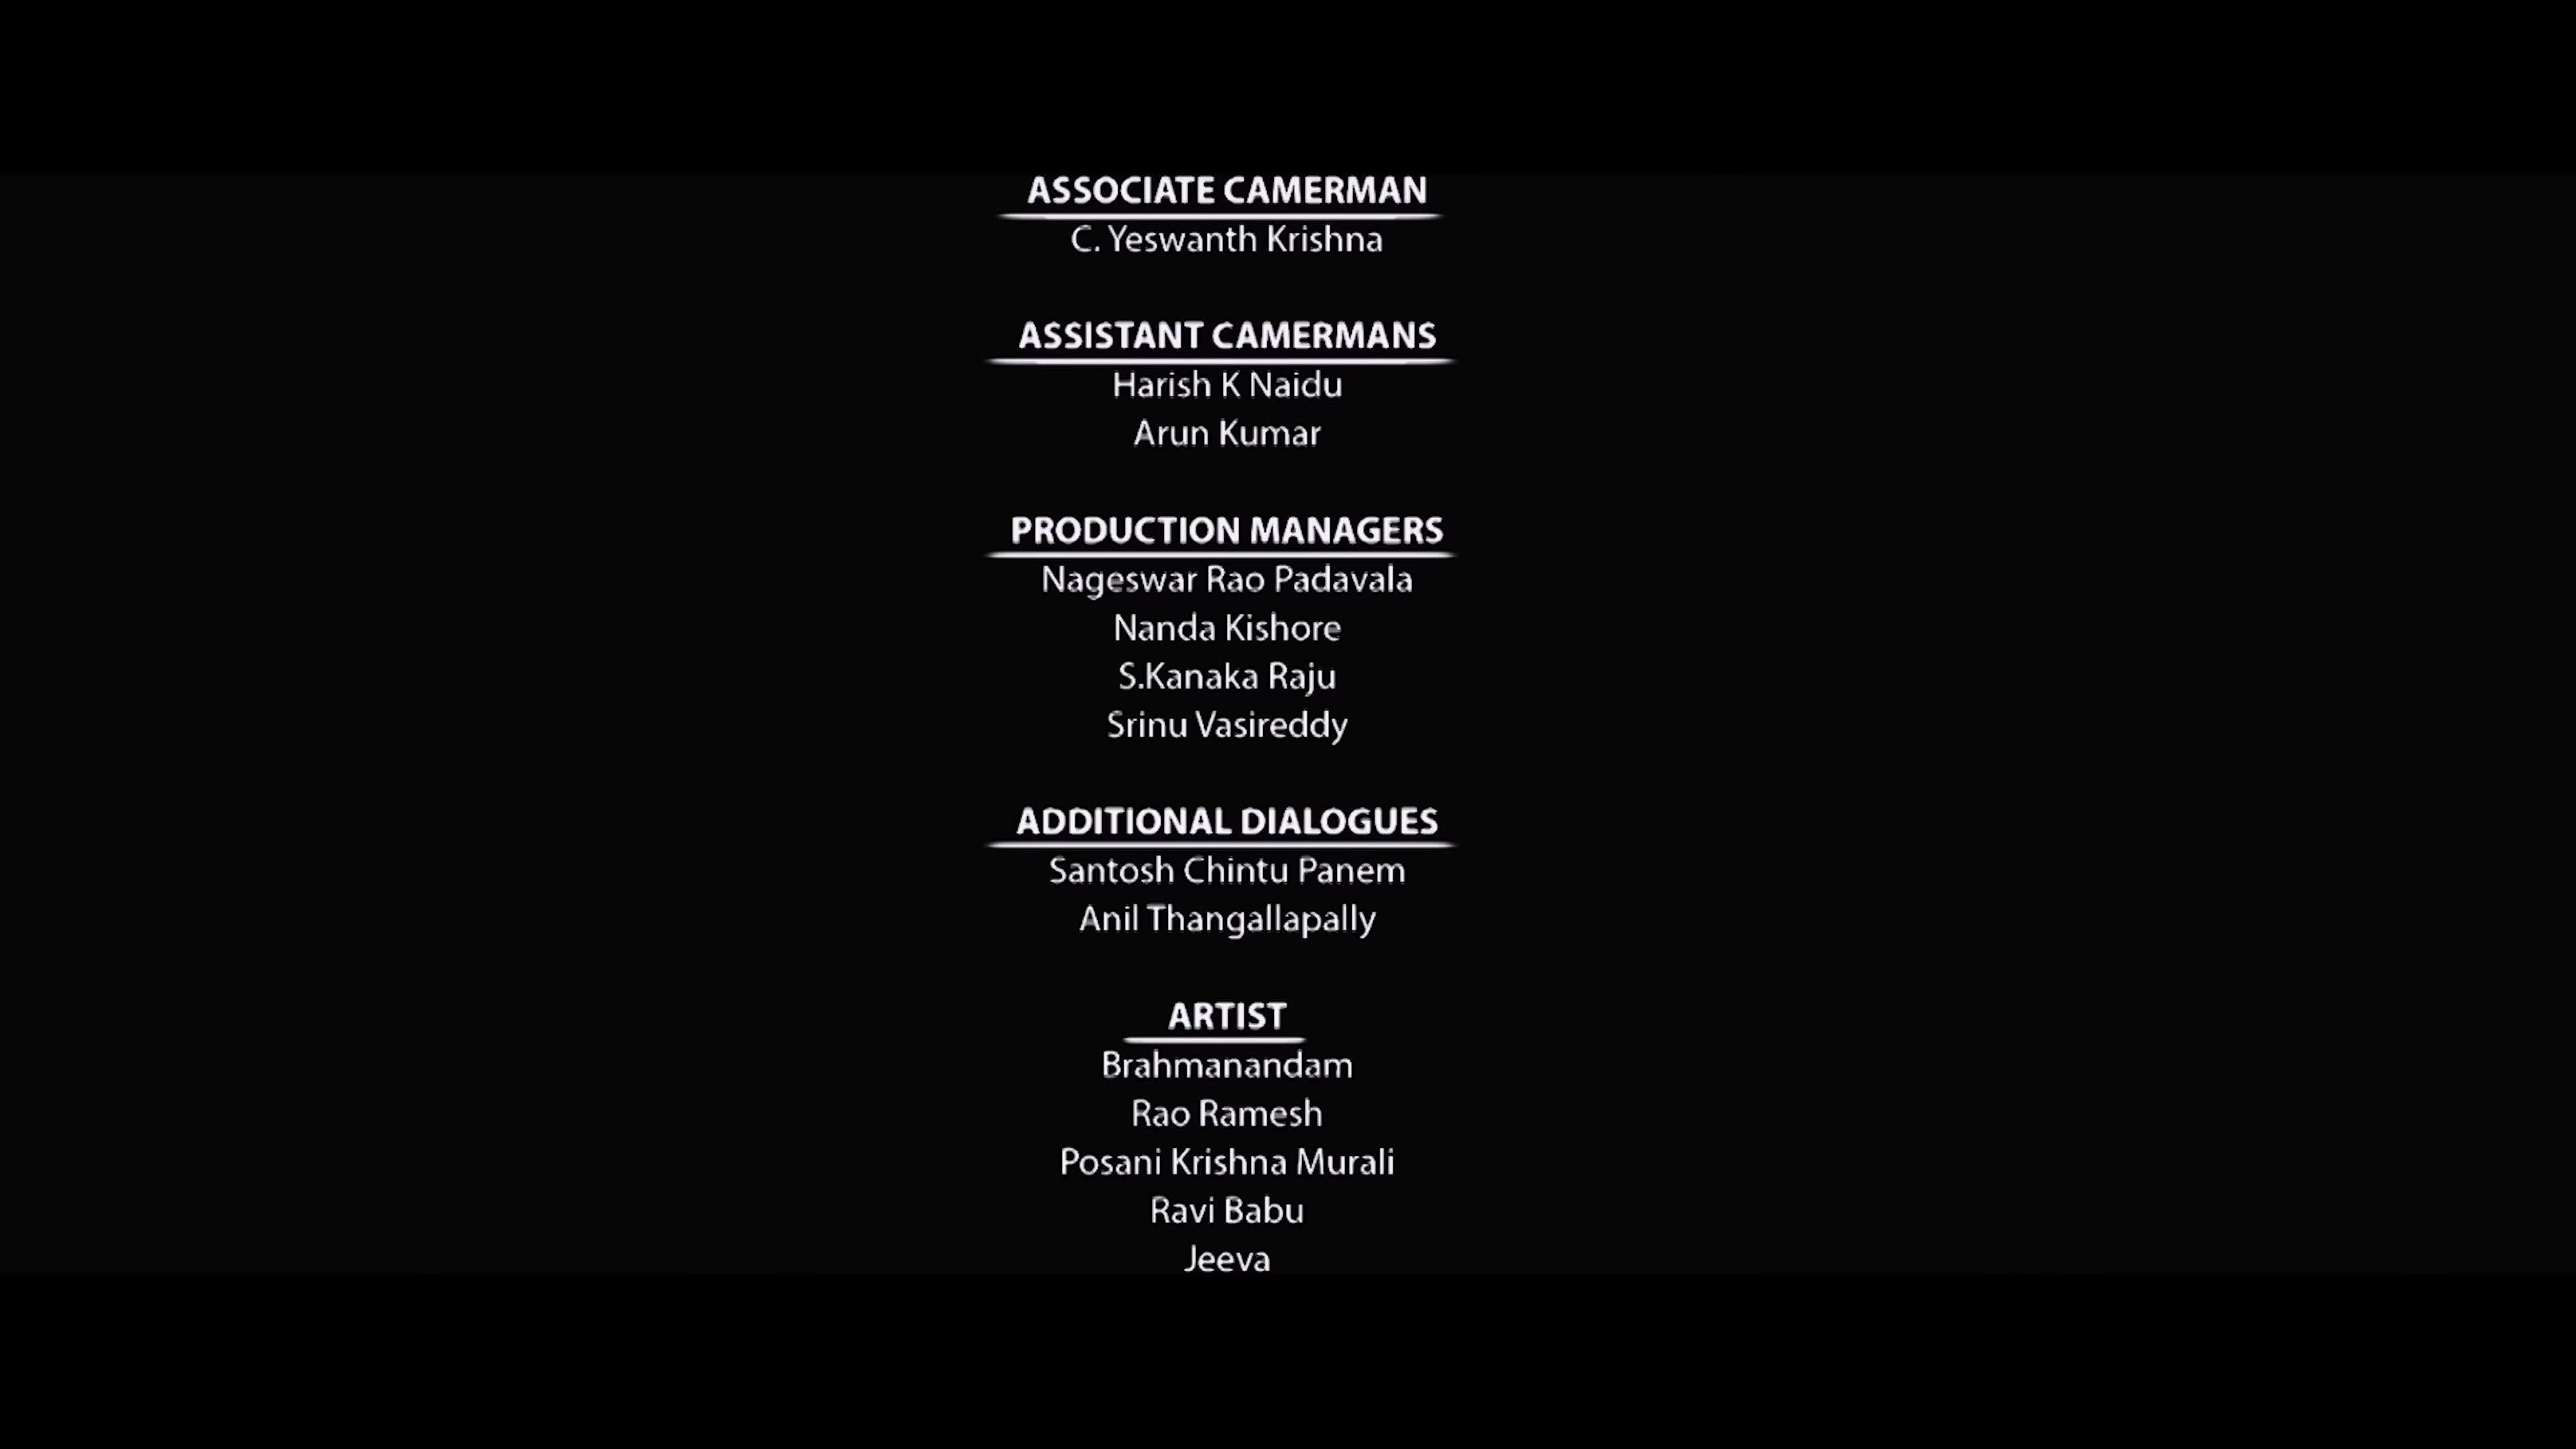 ASSOCIATE CAMERMAN
C. Yeswanth Krishna
ASSISTANT CAMERMANS
Harish K Naidu
Arun Kumar
PRODUCTION MANAGERS
Nageswar Rao Padavala
Nanda Kishore
S.Kanaka Raju
Srinu Vasireddy
ADDITIONAL DIALOGUES
Santosh Chintu Panem
Anil Thangallapally
ARTIST
Brahmanandam
Rao Ramesh
Posani Krishna Murali
Ravi Babu
Jeeva